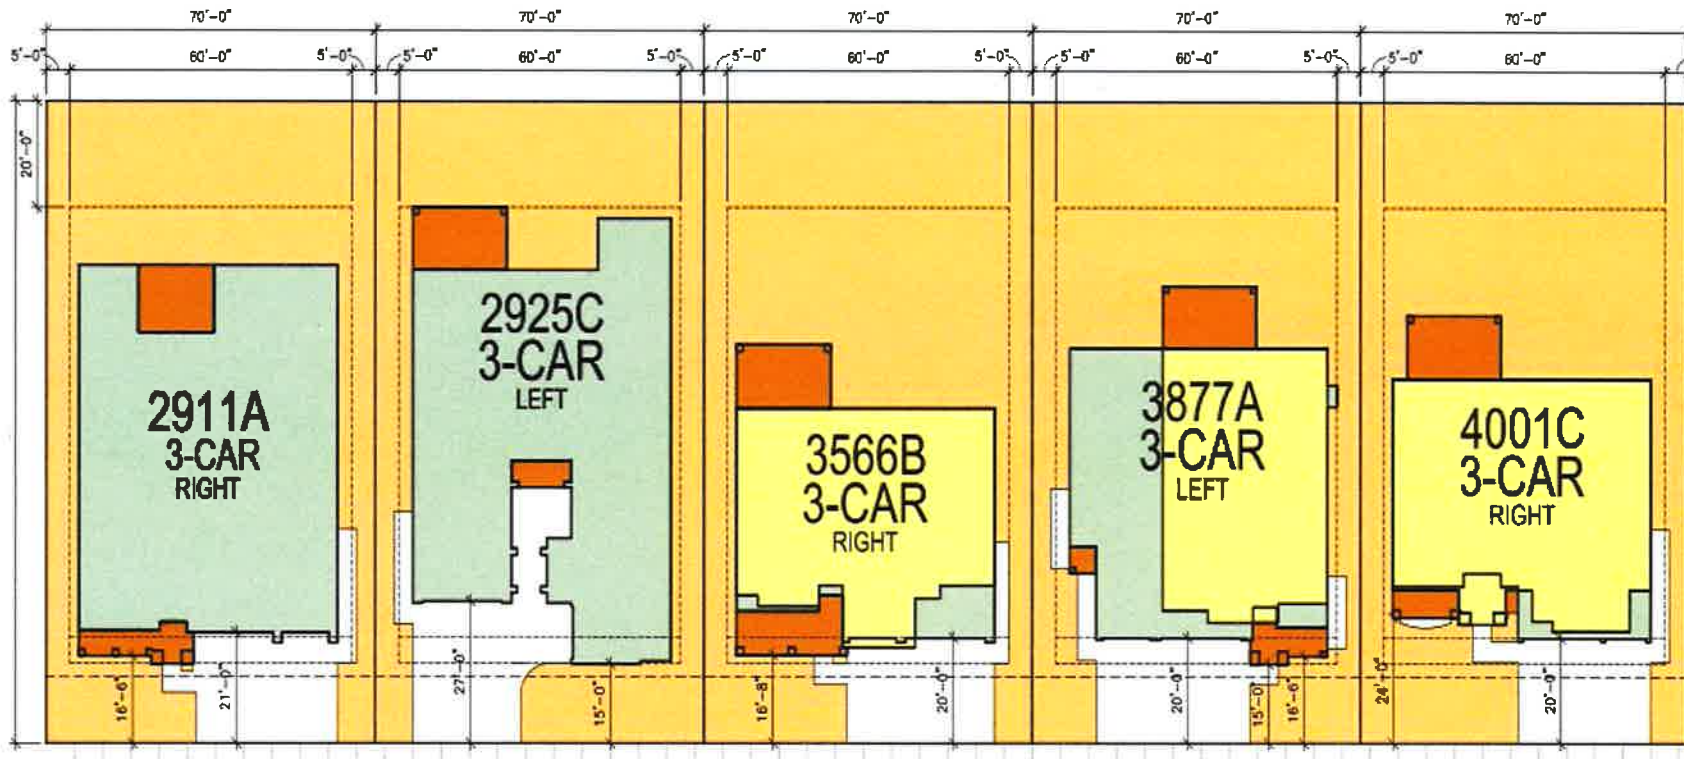 70'-0" 70'-0" 70'-0" 70'-0" 70'-0"
5'-0" 60'-0" 5'-0" 5'-0" 60'-0" 5'-0" 5'-0" 60'-0" 5'-0" 5'-0" 60'-0" 5'-0" 5'-0" 60'-0"
20'-0"
2911A
3-CAR
RIGHT
16'-6"
21'-0"
2925C
3-CAR
LEFT
27'-0"
15'-0"
3566B
3-CAR
RIGHT
16'-8"
20'-0"
3877A
3-CAR
LEFT
20'-0"
15'-0"
16'-6"
4001C
3-CAR
RIGHT
24'-0"
20'-0"